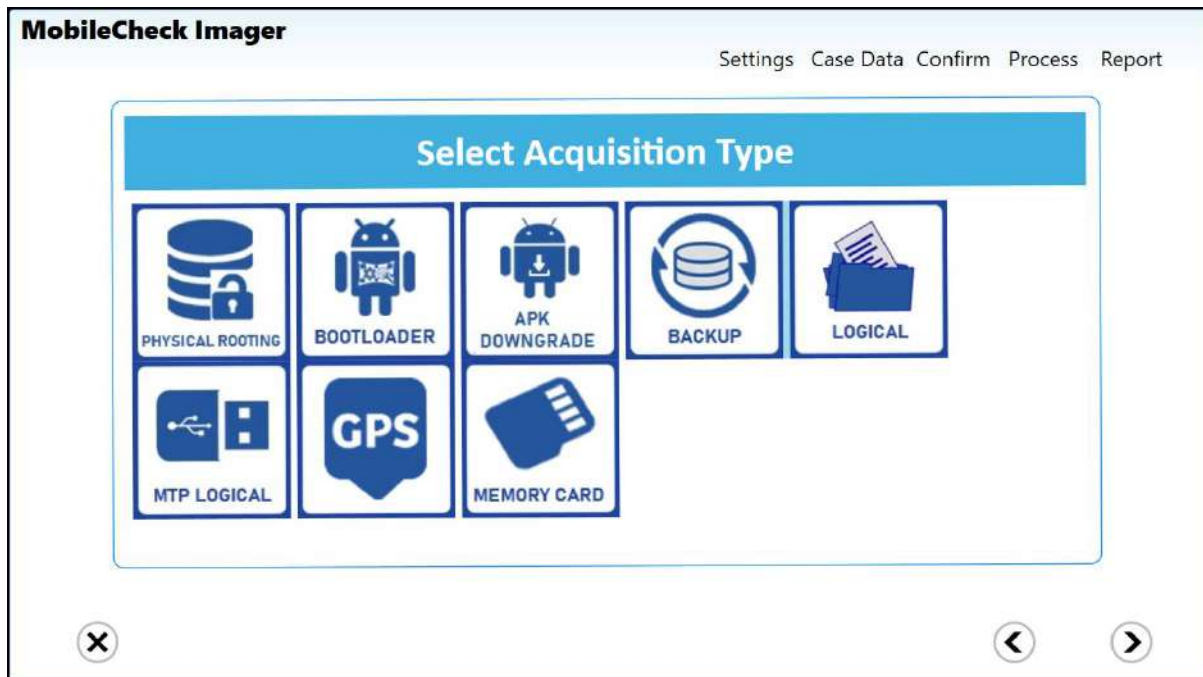 MobileCheck Imager
Settings Case Data Confirm Process Report
Select Acquisition Type
PHYSICAL ROOTING
BOOTLOADER
APK
DOWNGRADE
BACKUP
LOGICAL
MTP LOGICAL
GPS
MEMORY CARD